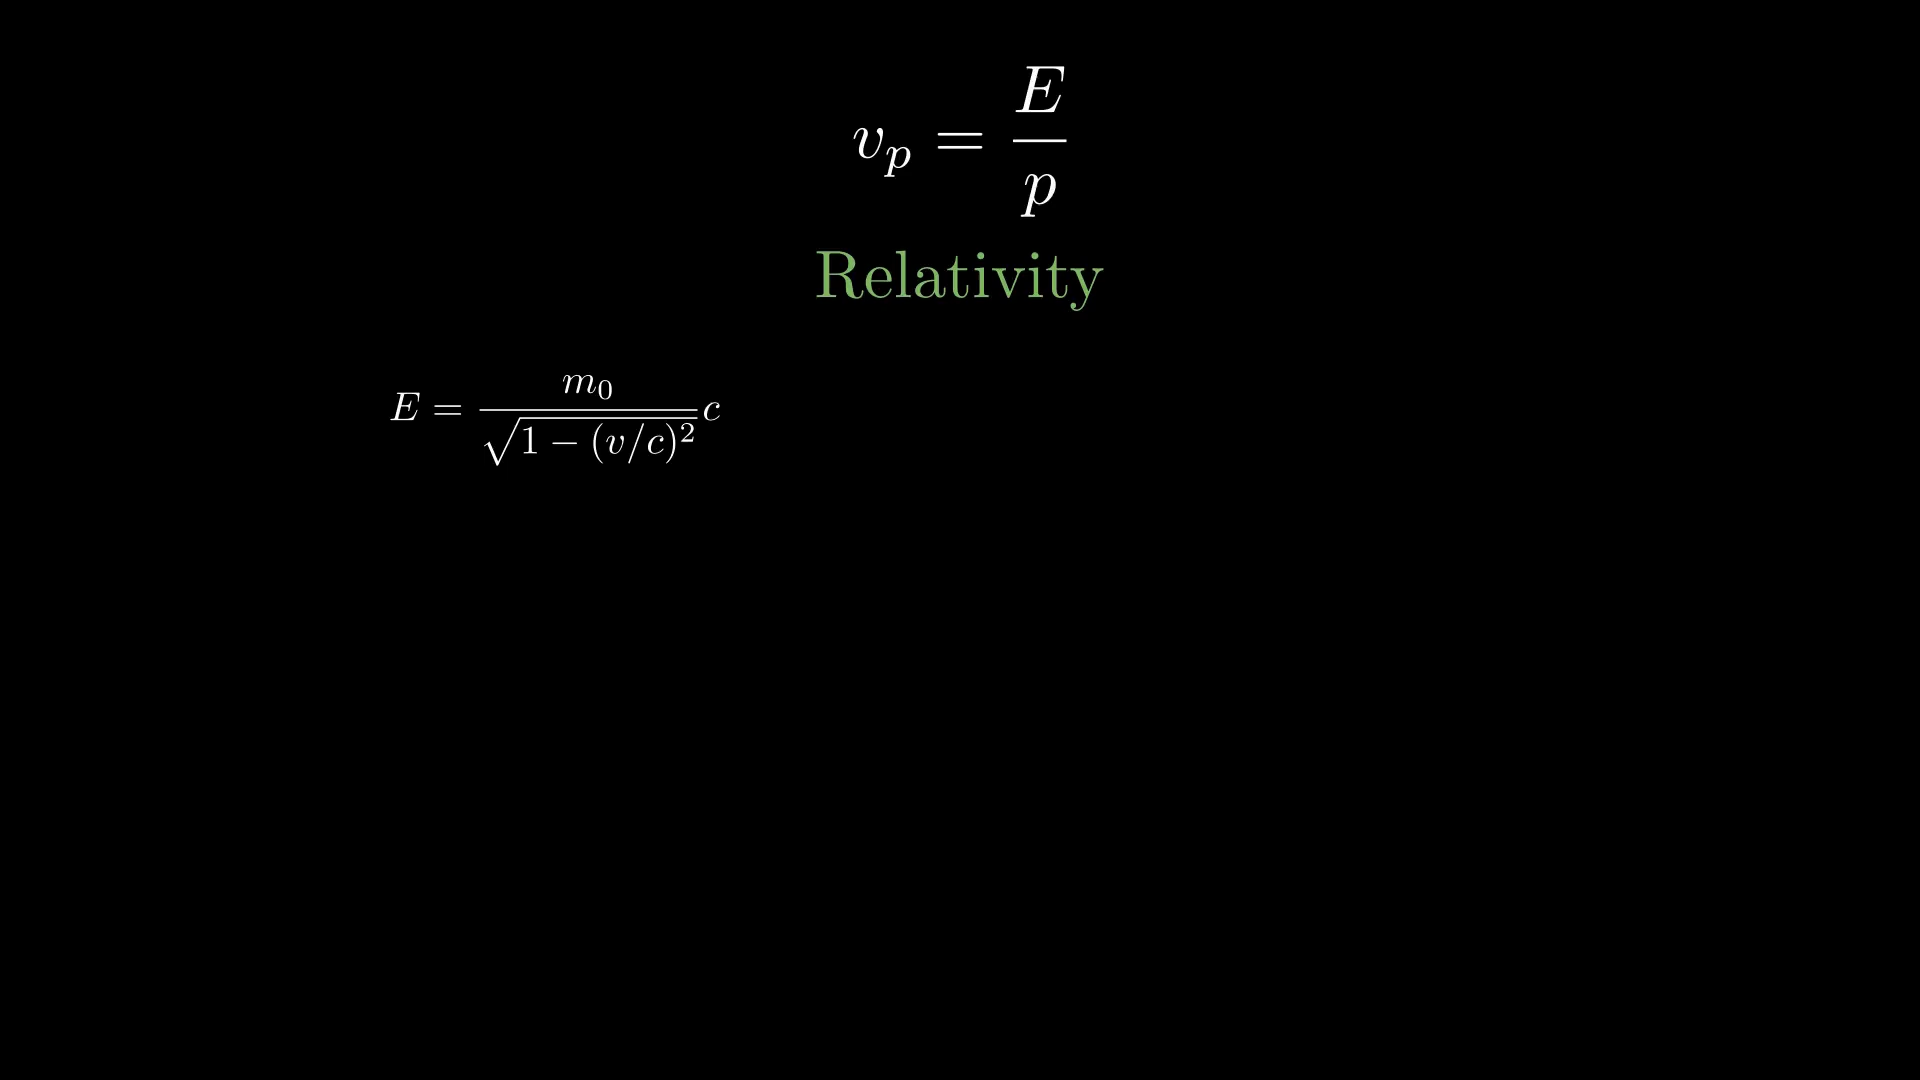 v_p = E/p
Relativity
E = m_0/√(1 − (v/c)^2) c